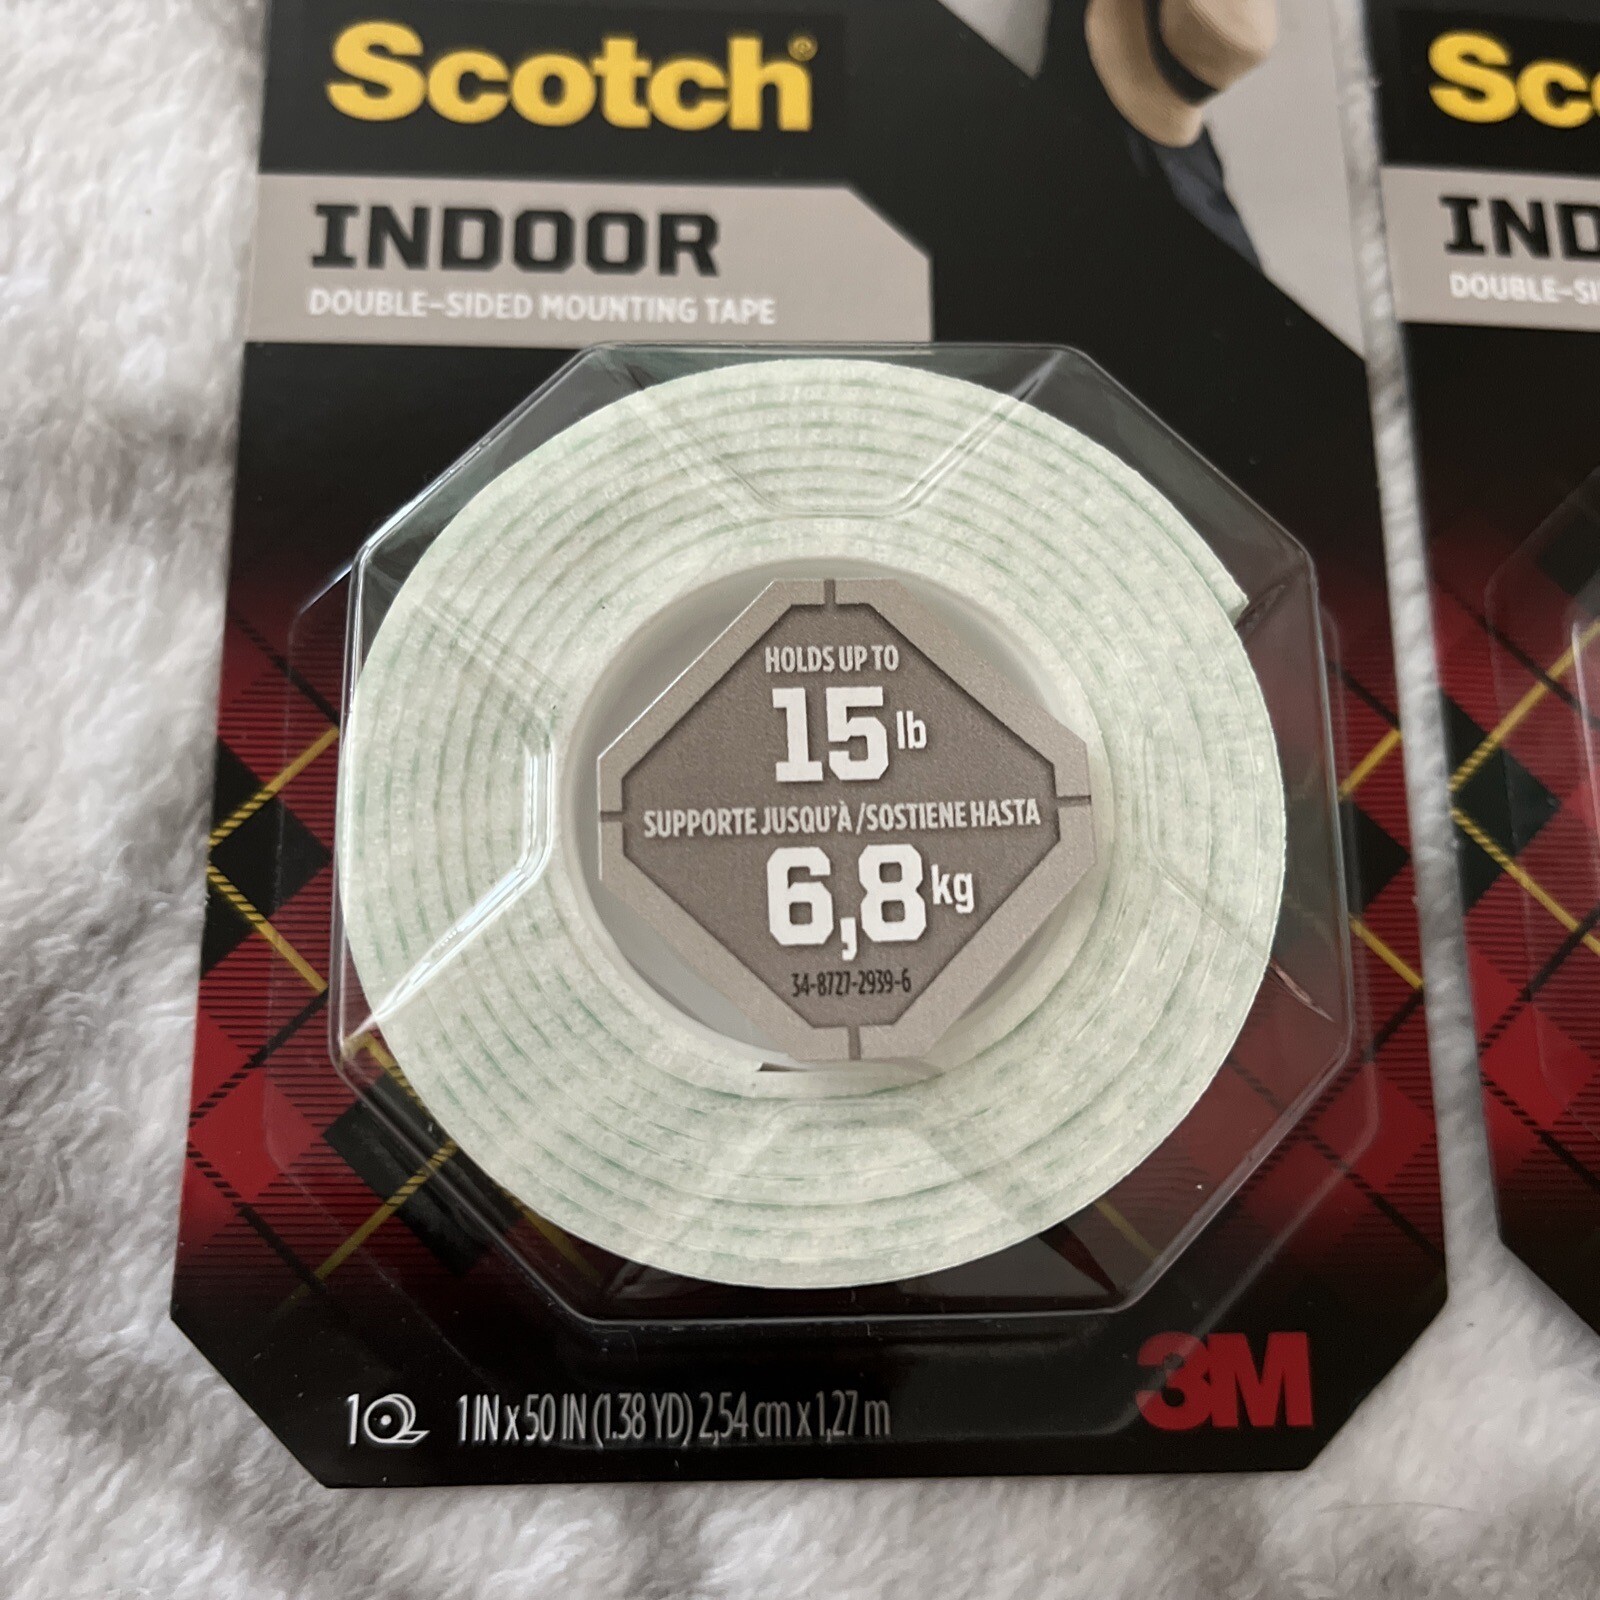 Scotch®
INDOOR
DOUBLE-SIDED MOUNTING TAPE
HOLDS UP TO
15 lb
SUPPORTE JUSQU'À / SOSTIENE HASTA
6,8 kg
34-8727-2939-6
1 1 IN x 50 IN (1.38 YD) 2,54 cm x 1,27 m
3M
Sc
IND
DOUBLE-SI